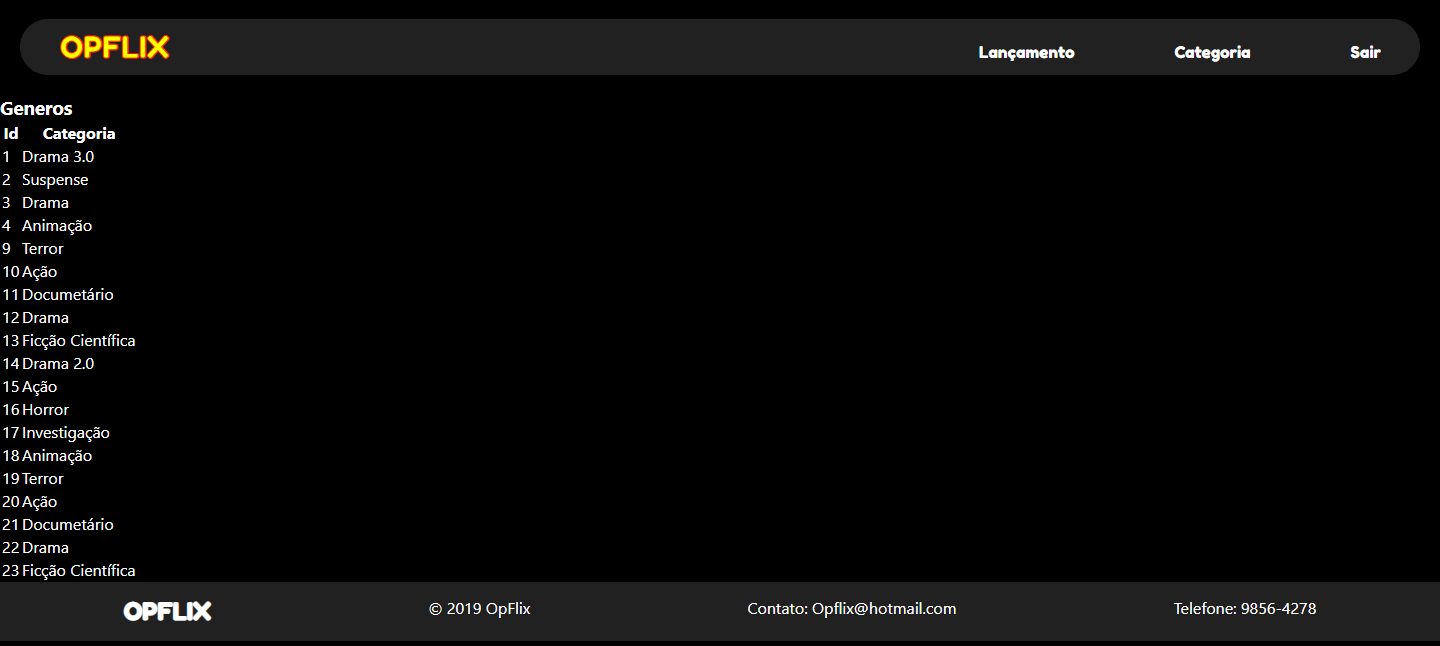 OPFLIX Lançamento Categoria Sair
Generos
Id Categoria
1 Drama 3.0
2 Suspense
3 Drama
4 Animação
9 Terror
10 Ação
11 Documetário
12 Drama
13 Ficção Científica
14 Drama 2.0
15 Ação
16 Horror
17 Investigação
18 Animação
19 Terror
20 Ação
21 Documetário
22 Drama
23 Ficção Científica
OPFLIX © 2019 OpFlix Contato: Opflix@hotmail.com Telefone: 9856-4278